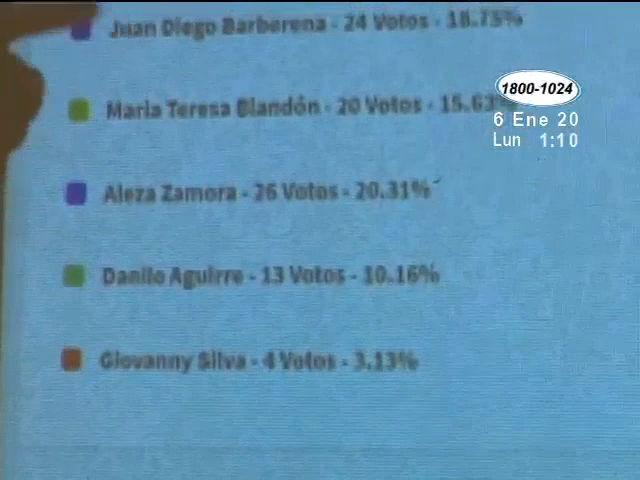 Juan Diego Barberena - 24 Votos - 18.75%
Maria Teresa Blandón - 20 Votos - 15.63%
1800-1024
6 Ene 20
Lun 1:10
Aleza Zamora - 26 Votos - 20.31%
Danilo Aguirre - 13 Votos - 10.16%
Giovanny Silva - 4 Votos - 3.13%